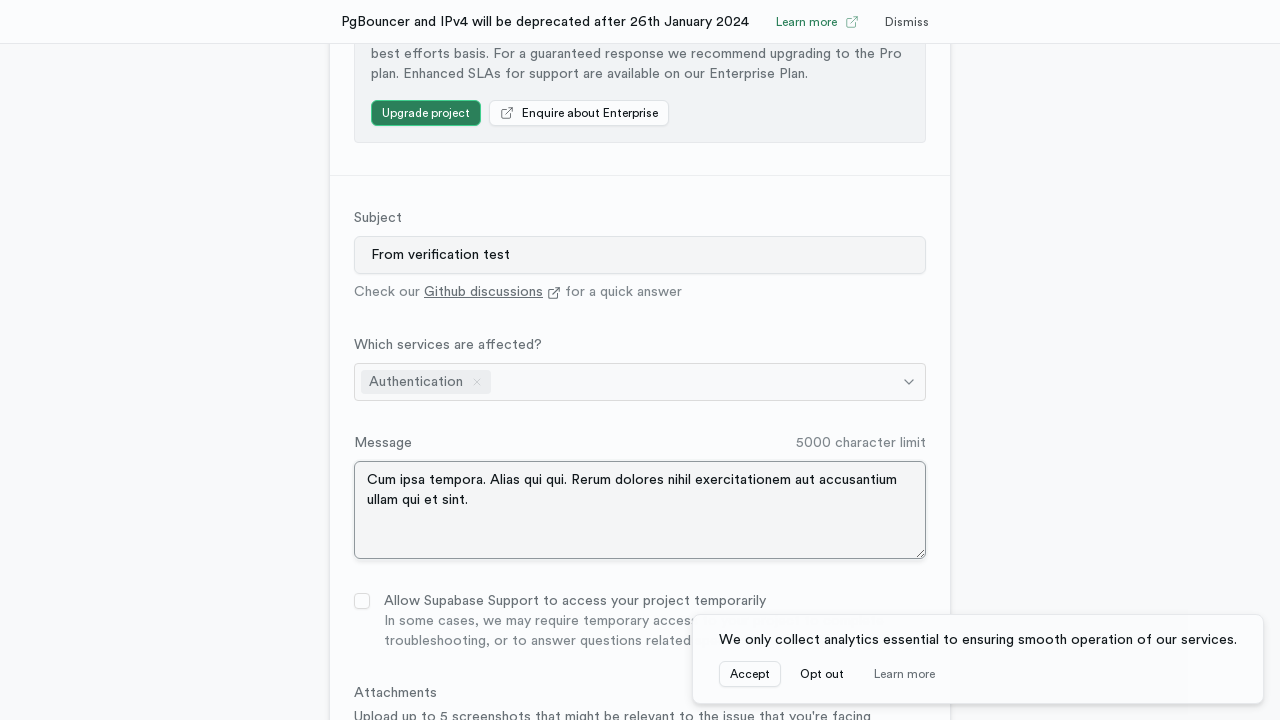 PgBouncer and IPv4 will be deprecated after 26th January 2024
Learn more
Dismiss
best efforts basis. For a guaranteed response we recommend upgrading to the Pro
plan. Enhanced SLAs for support are available on our Enterprise Plan.
Upgrade project
Enquire about Enterprise
Subject
From verification test
Check our Github discussions for a quick answer
Which services are affected?
Authentication
Message
5000 character limit
Cum ipsa tempora. Alias qui qui. Rerum dolores nihil exercitationem aut accusantium
ullam qui et sint.
Allow Supabase Support to access your project temporarily
In some cases, we may require temporary access
troubleshooting, or to answer questions related
We only collect analytics essential to ensuring smooth operation of our services.
Accept
Opt out
Learn more
Attachments
Upload up to 5 screenshots that might be relevant to the issue that you're facing